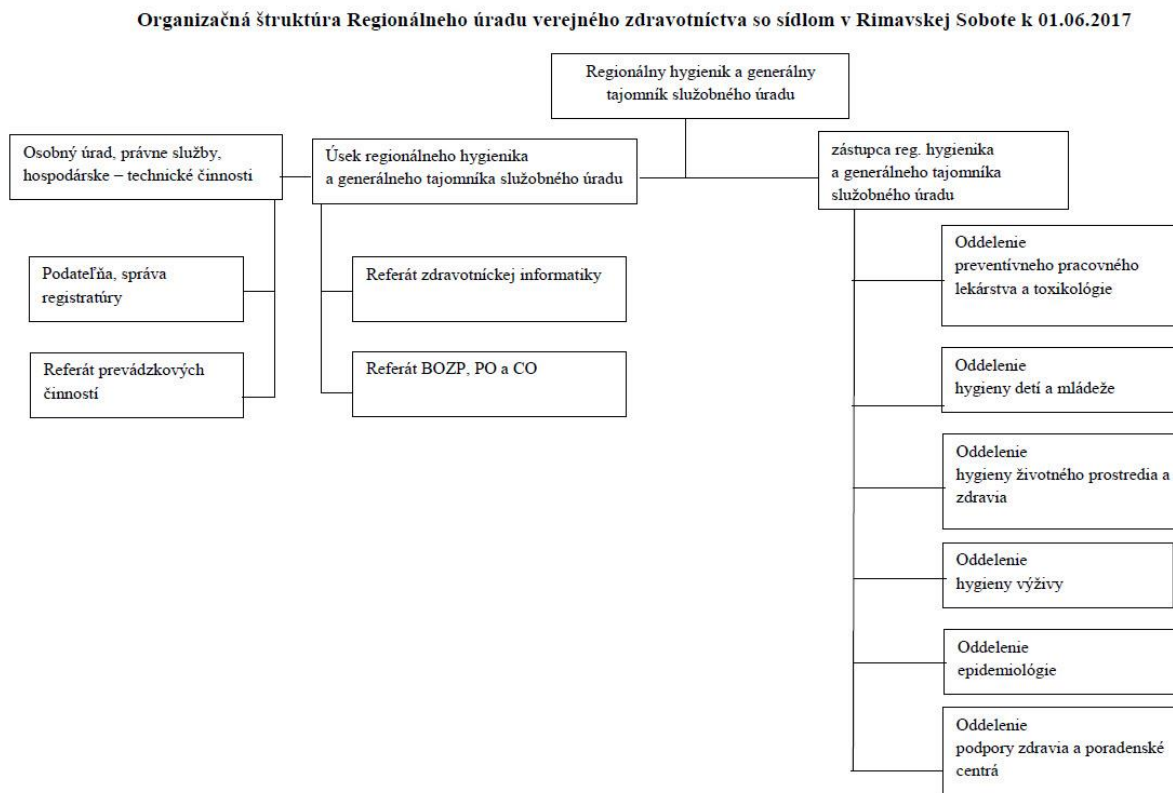 Organizačná štruktúra Regionálneho úradu verejného zdravotníctva so sídlom v Rimavskej Sobote k 01.06.2017
Regionálny hygienik a generálny
tajomník služobného úradu
Osobný úrad, právne služby,
hospodárske – technické činnosti
Úsek regionálneho hygienika
a generálneho tajomníka služobného úradu
zástupca reg. hygienika
a generálneho tajomníka
služobného úradu
Podateľňa, správa
registratúry
Referát prevádzkových
činností
Referát zdravotníckej informatiky
Referát BOZP, PO a CO
Oddelenie
preventívneho pracovného
lekárstva a toxikológie
Oddelenie
hygieny detí a mládeže
Oddelenie
hygieny životného prostredia a
zdravia
Oddelenie
hygieny výživy
Oddelenie
epidemiológie
Oddelenie
podpory zdravia a poradenské
centrá